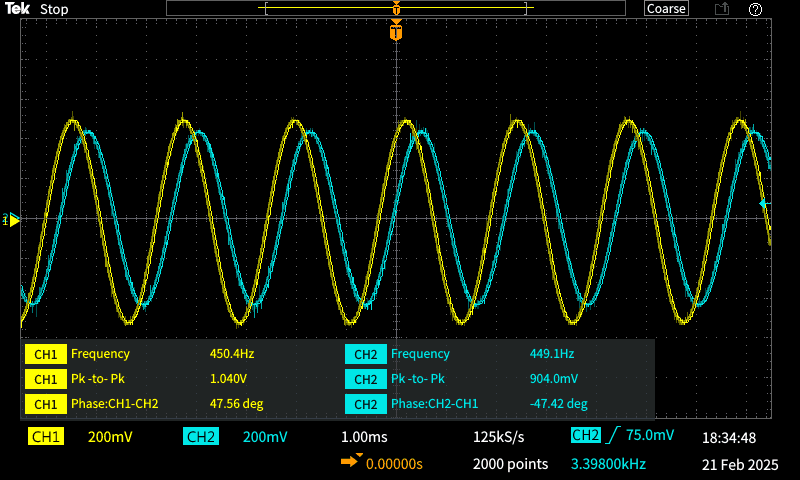 Tek Stop T Coarse
T
CH1 Frequency 450.4Hz CH2 Frequency 449.1Hz
CH1 Pk -to- Pk 1.040V CH2 Pk -to- Pk 904.0mV
CH1 Phase:CH1-CH2 47.56 deg CH2 Phase:CH2-CH1 -47.42 deg
CH1 200mV CH2 200mV 1.00ms 125kS/s CH2 75.0mV 18:34:48
0.00000s 2000 points 3.39800kHz 21 Feb 2025